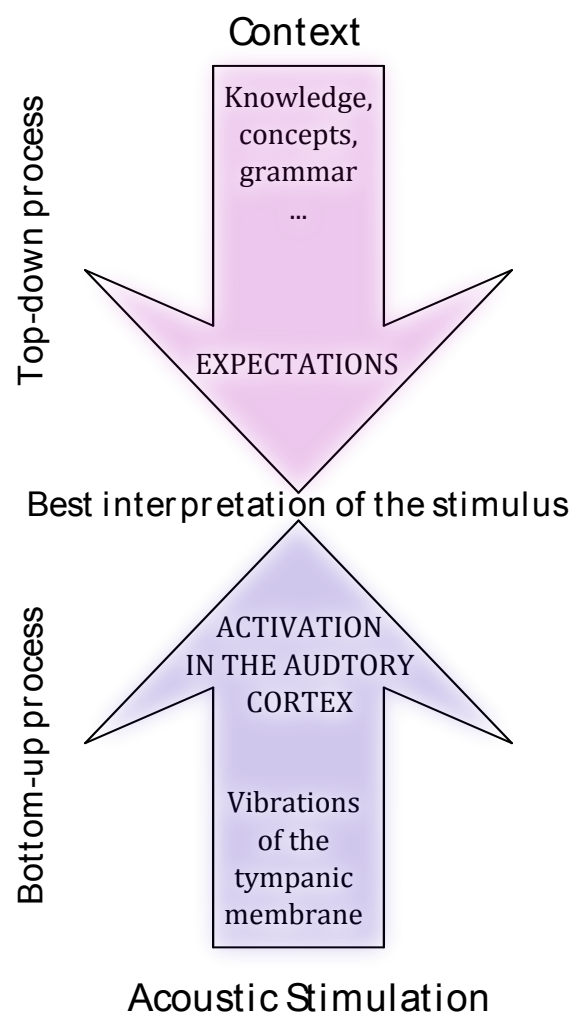 Context
Top-down process
Knowledge,
concepts,
grammar
...
EXPECTATIONS
Best interpretation of the stimulus
Bottom-up process
ACTIVATION
IN THE AUDTORY
CORTEX
Vibrations
of the
tympanic
membrane
Acoustic Stimulation